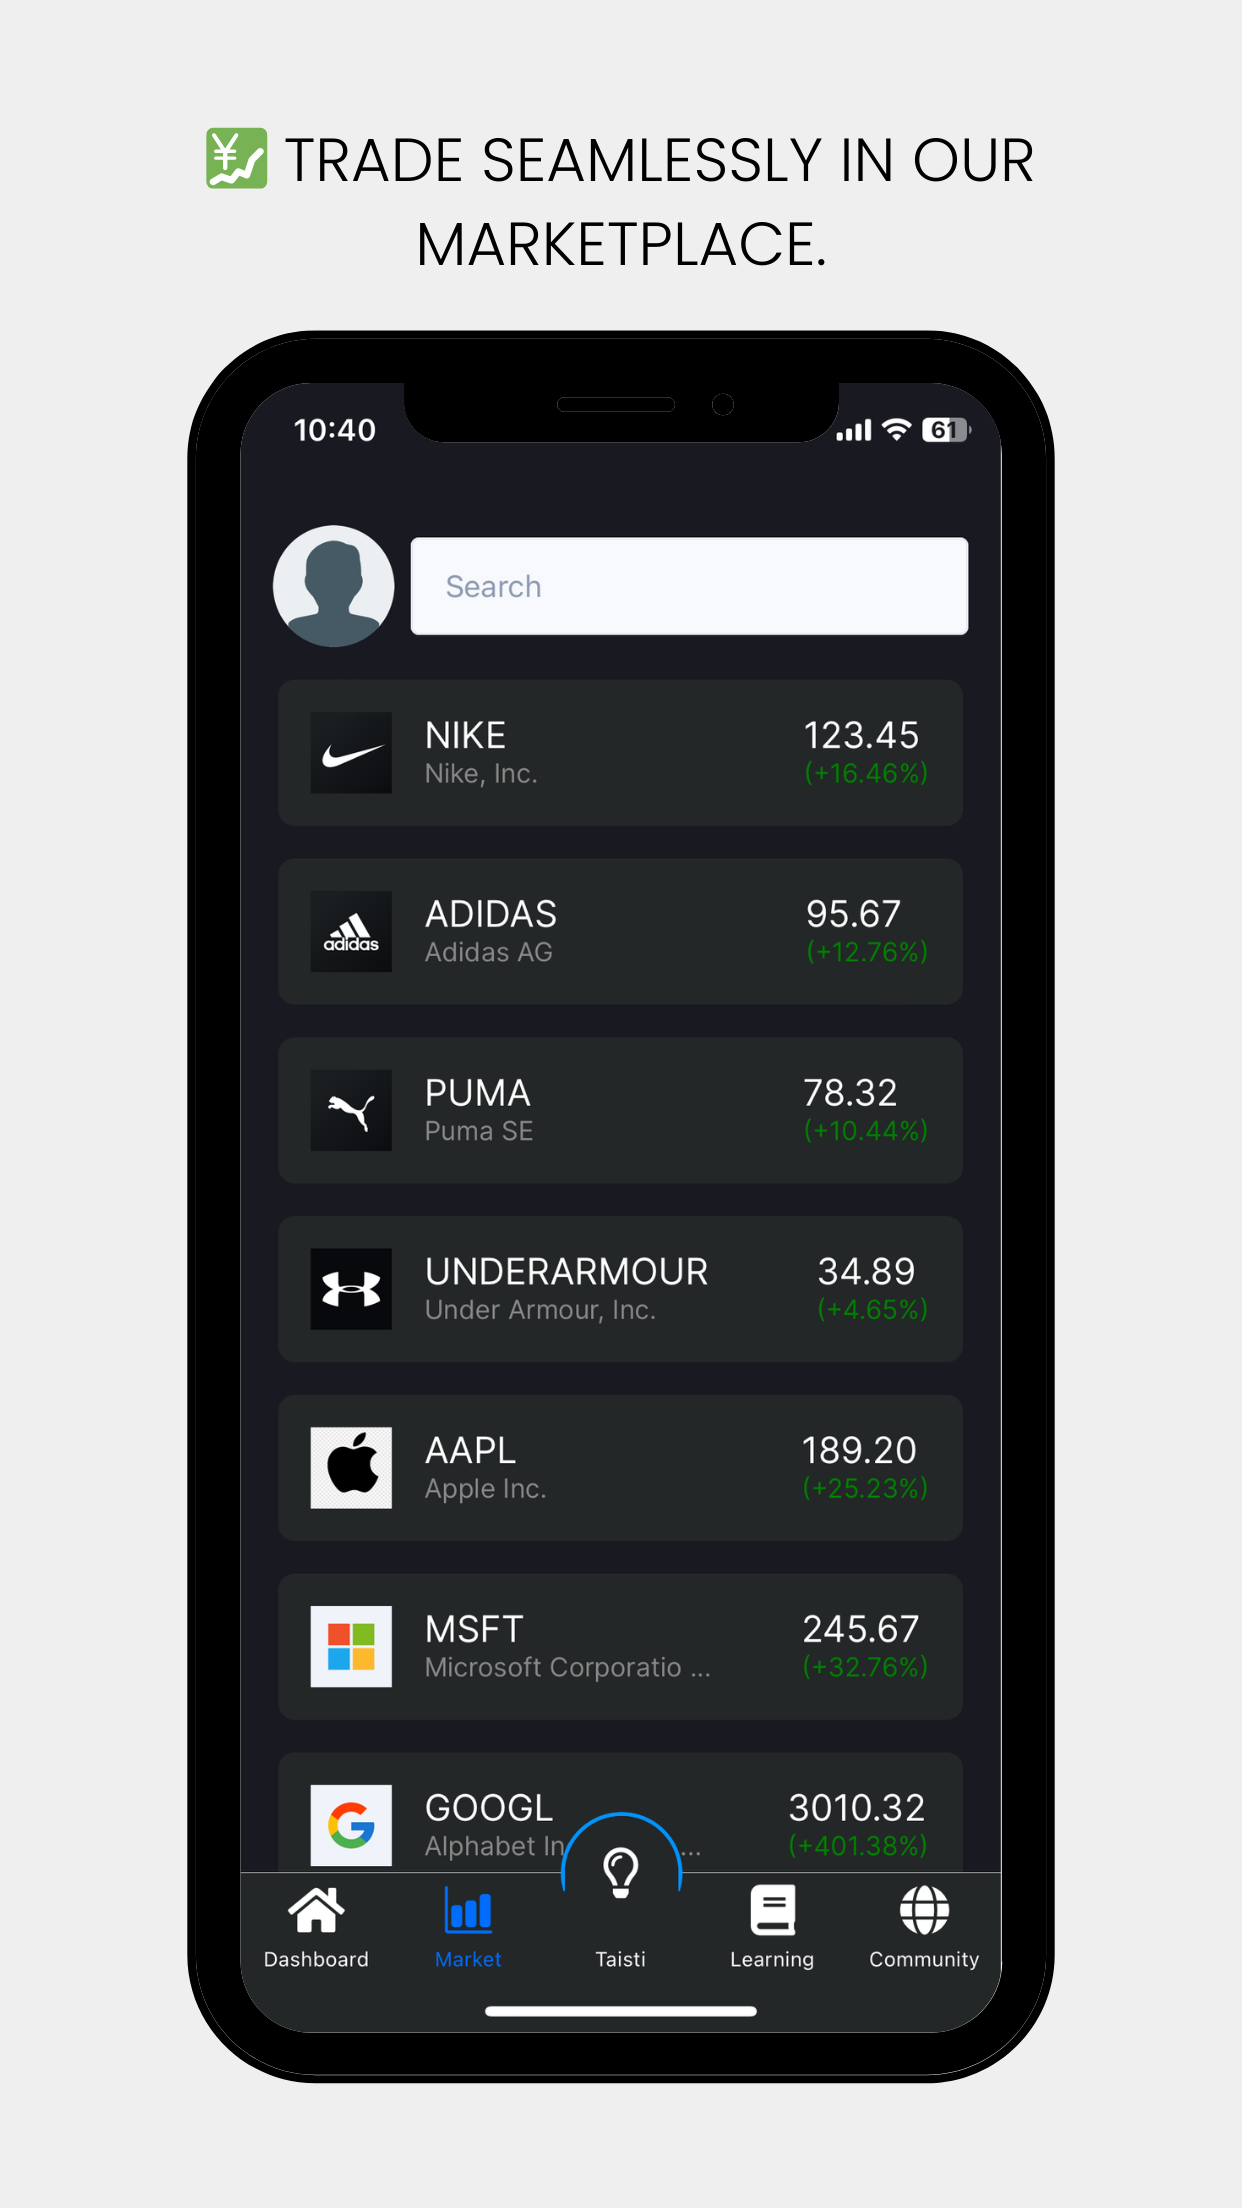 💹 TRADE SEAMLESSLY IN OUR
MARKETPLACE.
10:40
61
Search
NIKE
123.45
Nike, Inc.
(+16.46%)
adidas
ADIDAS
95.67
Adidas AG
(+12.76%)
PUMA
78.32
Puma SE
(+10.44%)
UNDERARMOUR
34.89
Under Armour, Inc.
(+4.65%)
AAPL
189.20
Apple Inc.
(+25.23%)
MSFT
245.67
Microsoft Corporatio ...
(+32.76%)
GOOGL
3010.32
Alphabet In ...
(+401.38%)
Dashboard
Market
Taisti
Learning
Community